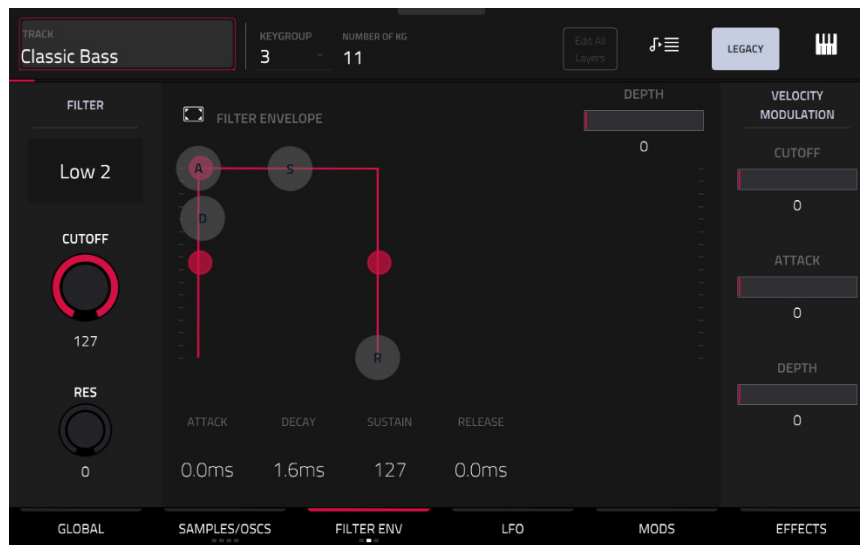 TRACK
Classic Bass
KEYGROUP
3
NUMBER OF KG
11
Edit All
Layers
LEGACY
FILTER
Low 2
CUTOFF
127
RES
0
FILTER ENVELOPE
DEPTH
0
A
S
D
R
ATTACK DECAY SUSTAIN RELEASE
0.0ms 1.6ms 127 0.0ms
VELOCITY
MODULATION
CUTOFF
0
ATTACK
0
DEPTH
0
GLOBAL SAMPLES/OSCS FILTER ENV LFO MODS EFFECTS